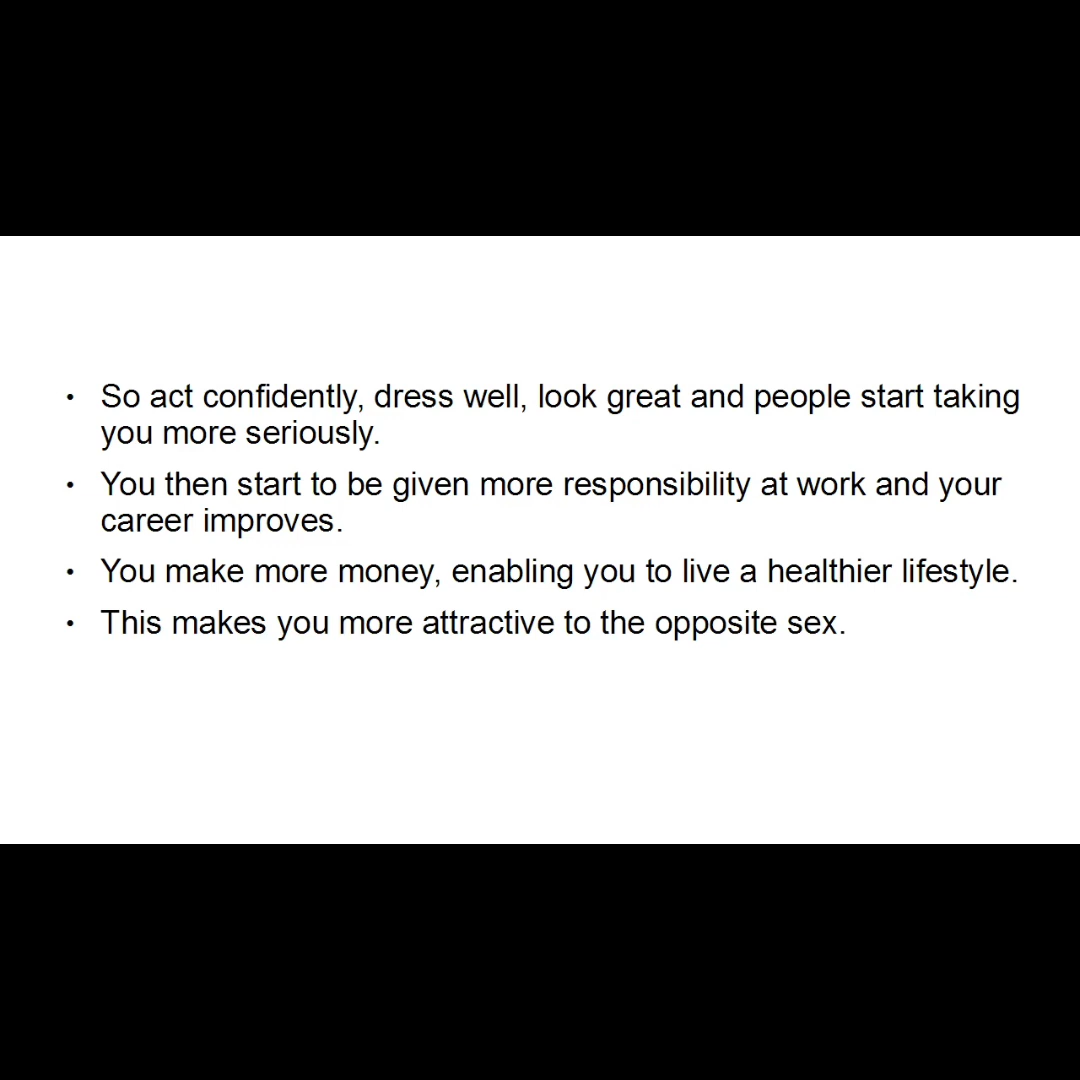 • So act confidently, dress well, look great and people start taking
you more seriously.
• You then start to be given more responsibility at work and your
career improves.
• You make more money, enabling you to live a healthier lifestyle.
• This makes you more attractive to the opposite sex.